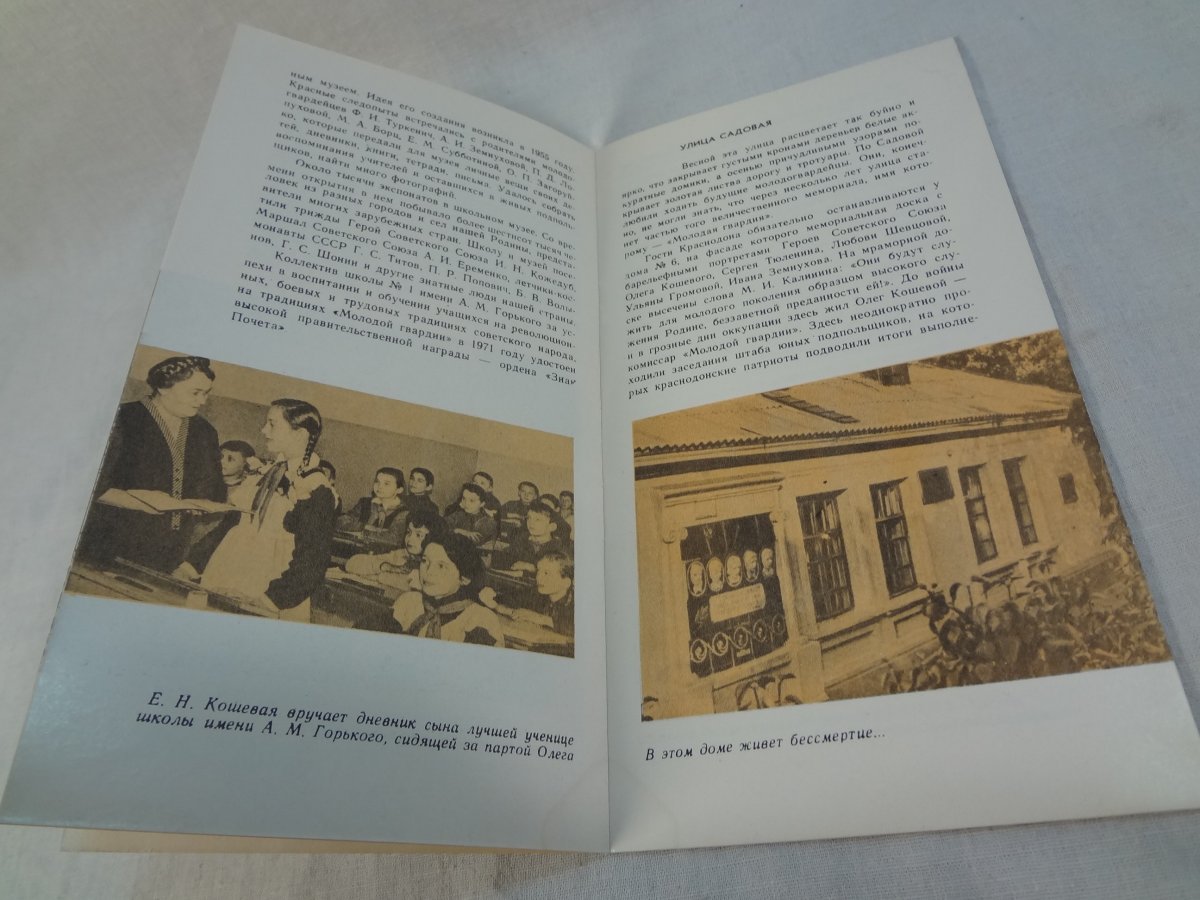 ным музеем. Идея его создания возникла в 1955 году.
Красные следопыты встречались с родителями молодо-
гвардейцев Ф. И. Туркевич, А. И. Земнуховой, П. Д. Ло-
пуховой, М. А. Борц, Е. М. Субботиной, О. П. Загоруй-
ко, которые передали для музея личные вещи своих де-
тей, дневники, книги, тетради, письма. Удалось собрать
воспоминания учителей и оставшихся в живых подполь-
щиков, найти много фотографий.
Около тысячи экспонатов в школьном музее. Со вре-
мени открытия в нем побывало более шестисот тысяч че-
ловек из разных городов и сел нашей Родины, предста-
вители многих зарубежных стран. Школу и музей посе-
тили трижды Герой Советского Союза И. Н. Кожедуб,
Маршал Советского Союза А. И. Еременко, летчики-кос-
монавты СССР Г. С. Титов, П. Р. Попович, Б. В. Волы-
нов, Г. С. Шонин и другие знатные люди нашей страны.
Коллектив школы № 1 имени А. М. Горького за ус-
пехи в воспитании и обучении учащихся на революцион-
ных, боевых и трудовых традициях советского народа,
на традициях «Молодой гвардии» в 1971 году удостоен
высокой правительственной награды — ордена «Знак
Почета»
Е. Н. Кошевая вручает дневник сына лучшей ученице
школы имени А. М. Горького, сидящей за партой Олега
УЛИЦА САДОВАЯ
Весной эта улица расцветает так буйно и
ярко, что закрывает густыми кронами деревьев белые ак-
куратные домики, а осенью причудливыми узорами по-
крывает золотая листва дорогу и тротуары. По Садовой
любили ходить будущие молодогвардейцы. Они, конеч-
но, не могли знать, что через несколько лет улица ста-
нет частью того величественного мемориала, имя кото-
рому — «Молодая гвардия».
Гости Краснодона обязательно останавливаются у
дома № 6, на фасаде которого мемориальная доска с
барельефными портретами Героев Советского Союза
Олега Кошевого, Сергея Тюленина, Любови Шевцовой,
Ульяны Громовой, Ивана Земнухова. На мраморной до-
ске высечены слова М. И. Калинина: «Они будут слу-
жить для молодого поколения образцом высокого слу-
жения Родине, беззаветной преданности ей!». До войны
и в грозные дни оккупации здесь жил Олег Кошевой —
комиссар «Молодой гвардии». Здесь неоднократно про-
ходили заседания штаба юных подпольщиков, на кото-
рых краснодонские патриоты подводили итоги выполне-
В этом доме живет бессмертие...